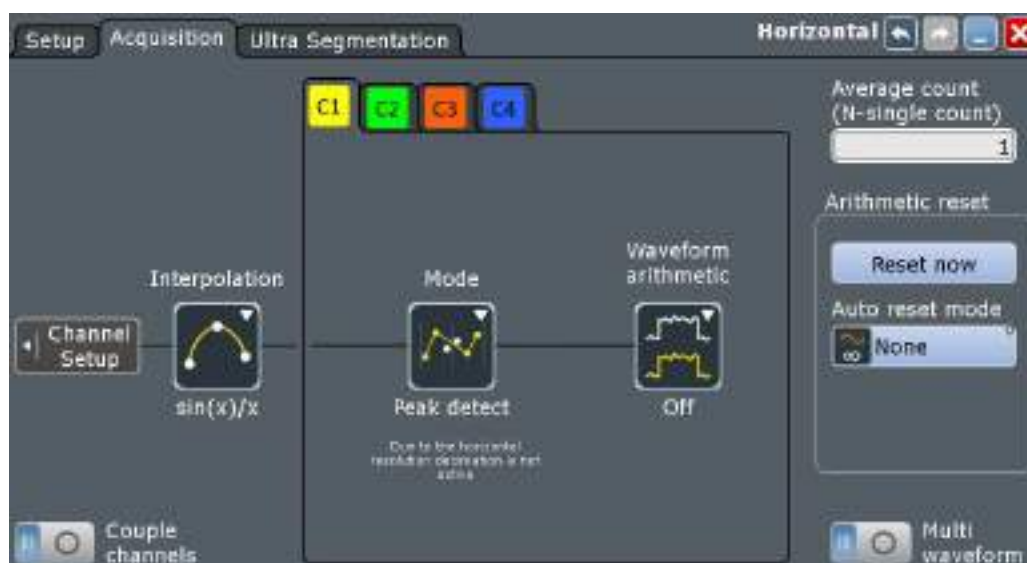 Setup
Acquisition
Ultra Segmentation
Horizontal
C1
C2
C3
C4
Average count
(N-single count)
1
Arithmetic reset
Reset now
Auto reset mode
None
Interpolation
Mode
Waveform
arithmetic
Channel
Setup
sin(x)/x
Peak detect
Off
Due to the horizontal
resolution decimation is not
active
Couple
channels
Multi
waveform